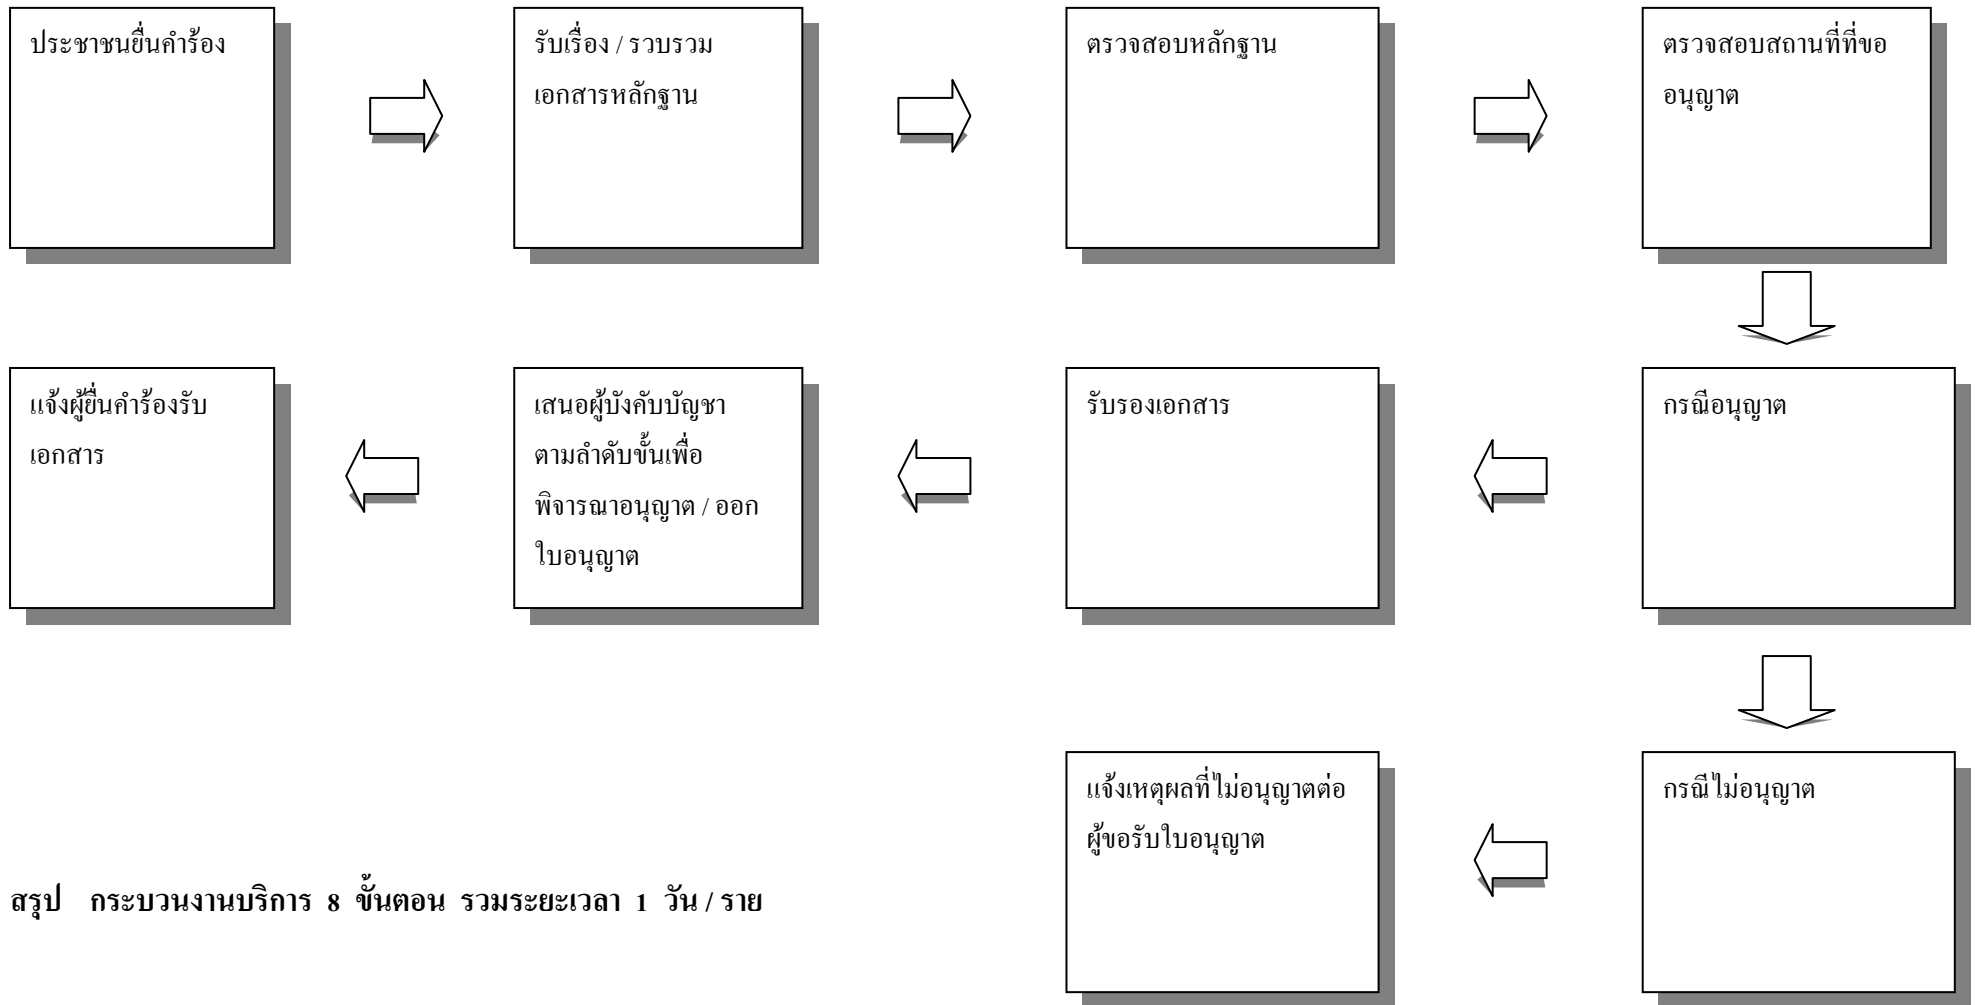 ประชาชนยื่นคำร้อง
รับเรื่อง / รวบรวม
เอกสารหลักฐาน
ตรวจสอบหลักฐาน
ตรวจสอบสถานที่ที่ขอ
อนุญาต
แจ้งผู้ยื่นคำร้องรับ
เอกสาร
เสนอผู้บังคับบัญชา
ตามลำดับขั้นเพื่อ
พิจารณาอนุญาต / ออก
ใบอนุญาต
รับรองเอกสาร
กรณีอนุญาต
แจ้งเหตุผลที่ไม่อนุญาตต่อ
ผู้ขอรับใบอนุญาต
กรณีไม่อนุญาต
สรุป กระบวนงานบริการ 8 ขั้นตอน รวมระยะเวลา 1 วัน / ราย